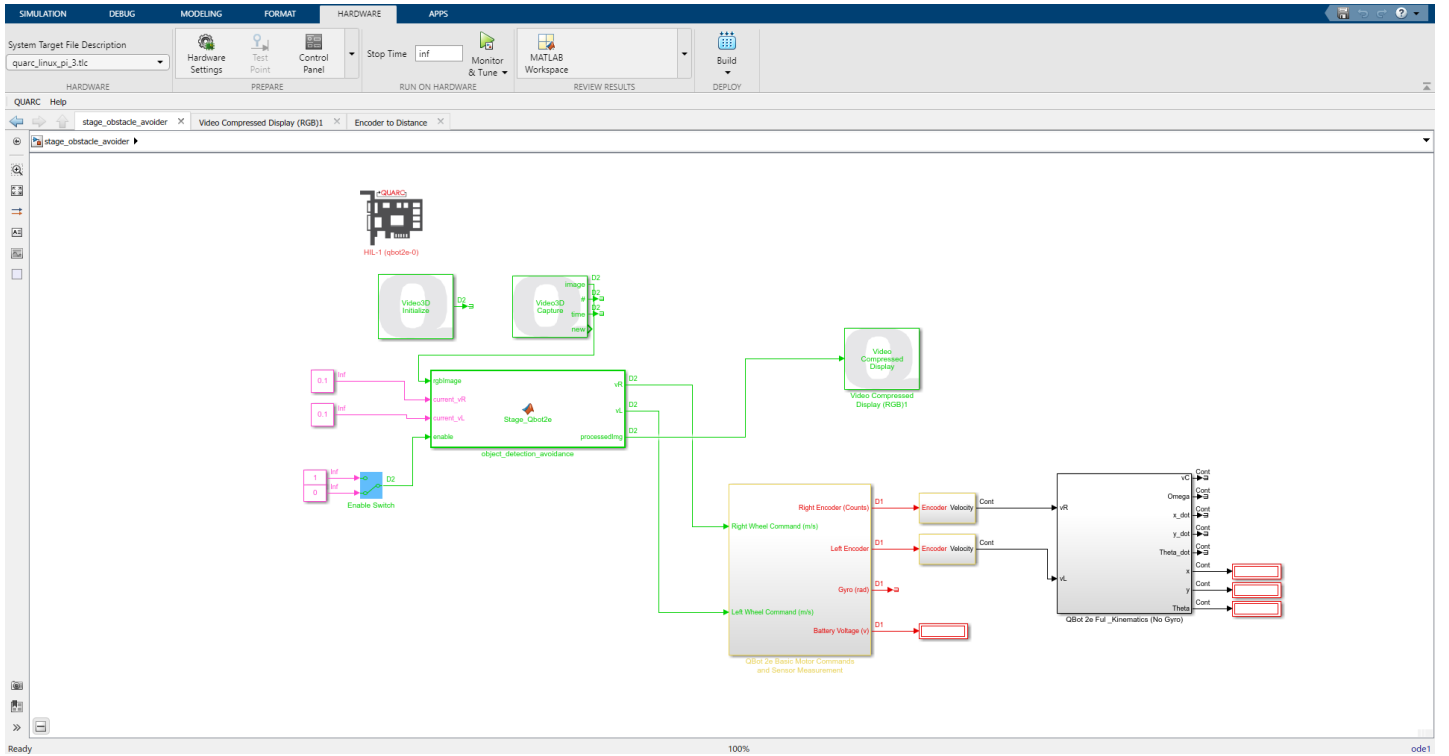 SIMULATION DEBUG MODELING FORMAT HARDWARE APPS
System Target File Description
quarc_linux_pi_3.tlc
Hardware
Settings
Test
Point
Control
Panel
Stop Time inf
Monitor
& Tune
MATLAB
Workspace
Build
HARDWARE PREPARE RUN ON HARDWARE REVIEW RESULTS DEPLOY
QUARC Help
stage_obstacle_avoider Video Compressed Display (RGB)1 Encoder to Distance
stage_obstacle_avoider
QUARC
HIL-1 (qbot2e-0)
Video3D
Initialize
D2
Video3D
Capture
image
#
time
new
D2
D2
D2
Video
Compressed
Display
Video Compressed
Display (RGB)1
0.1
Inf
0.1
Inf
rgbImage
current_vR
current_vL
enable
Stage_Qbot2e
vR
vL
processedImg
D2
D2
D2
object_detection_avoidance
1
Inf
0
Inf
D2
Enable Switch
Right Wheel Command (m/s)
Left Wheel Command (m/s)
Right Encoder (Counts)
Left Encoder
Gyro (rad)
Battery Voltage (v)
D1
D1
D1
D1
QBot 2e Basic Motor Commands
and Sensor Measurement
Encoder Velocity
Cont
Encoder Velocity
Cont
vR
vL
vC
Omega
x_dot
y_dot
Theta_dot
x
y
Theta
Cont
Cont
Cont
Cont
Cont
Cont
Cont
Cont
QBot 2e Ful _Kinematics (No Gyro)
Ready 100% ode1